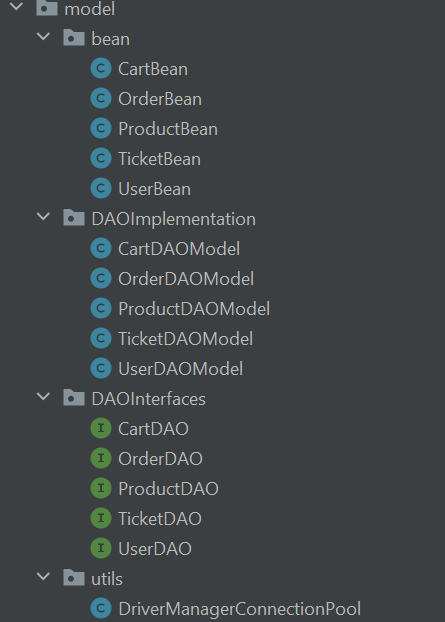 model
bean
C CartBean
C OrderBean
C ProductBean
C TicketBean
C UserBean
DAOImplementation
C CartDAOModel
C OrderDAOModel
C ProductDAOModel
C TicketDAOModel
C UserDAOModel
DAOInterfaces
I CartDAO
I OrderDAO
I ProductDAO
I TicketDAO
I UserDAO
utils
C DriverManagerConnectionPool